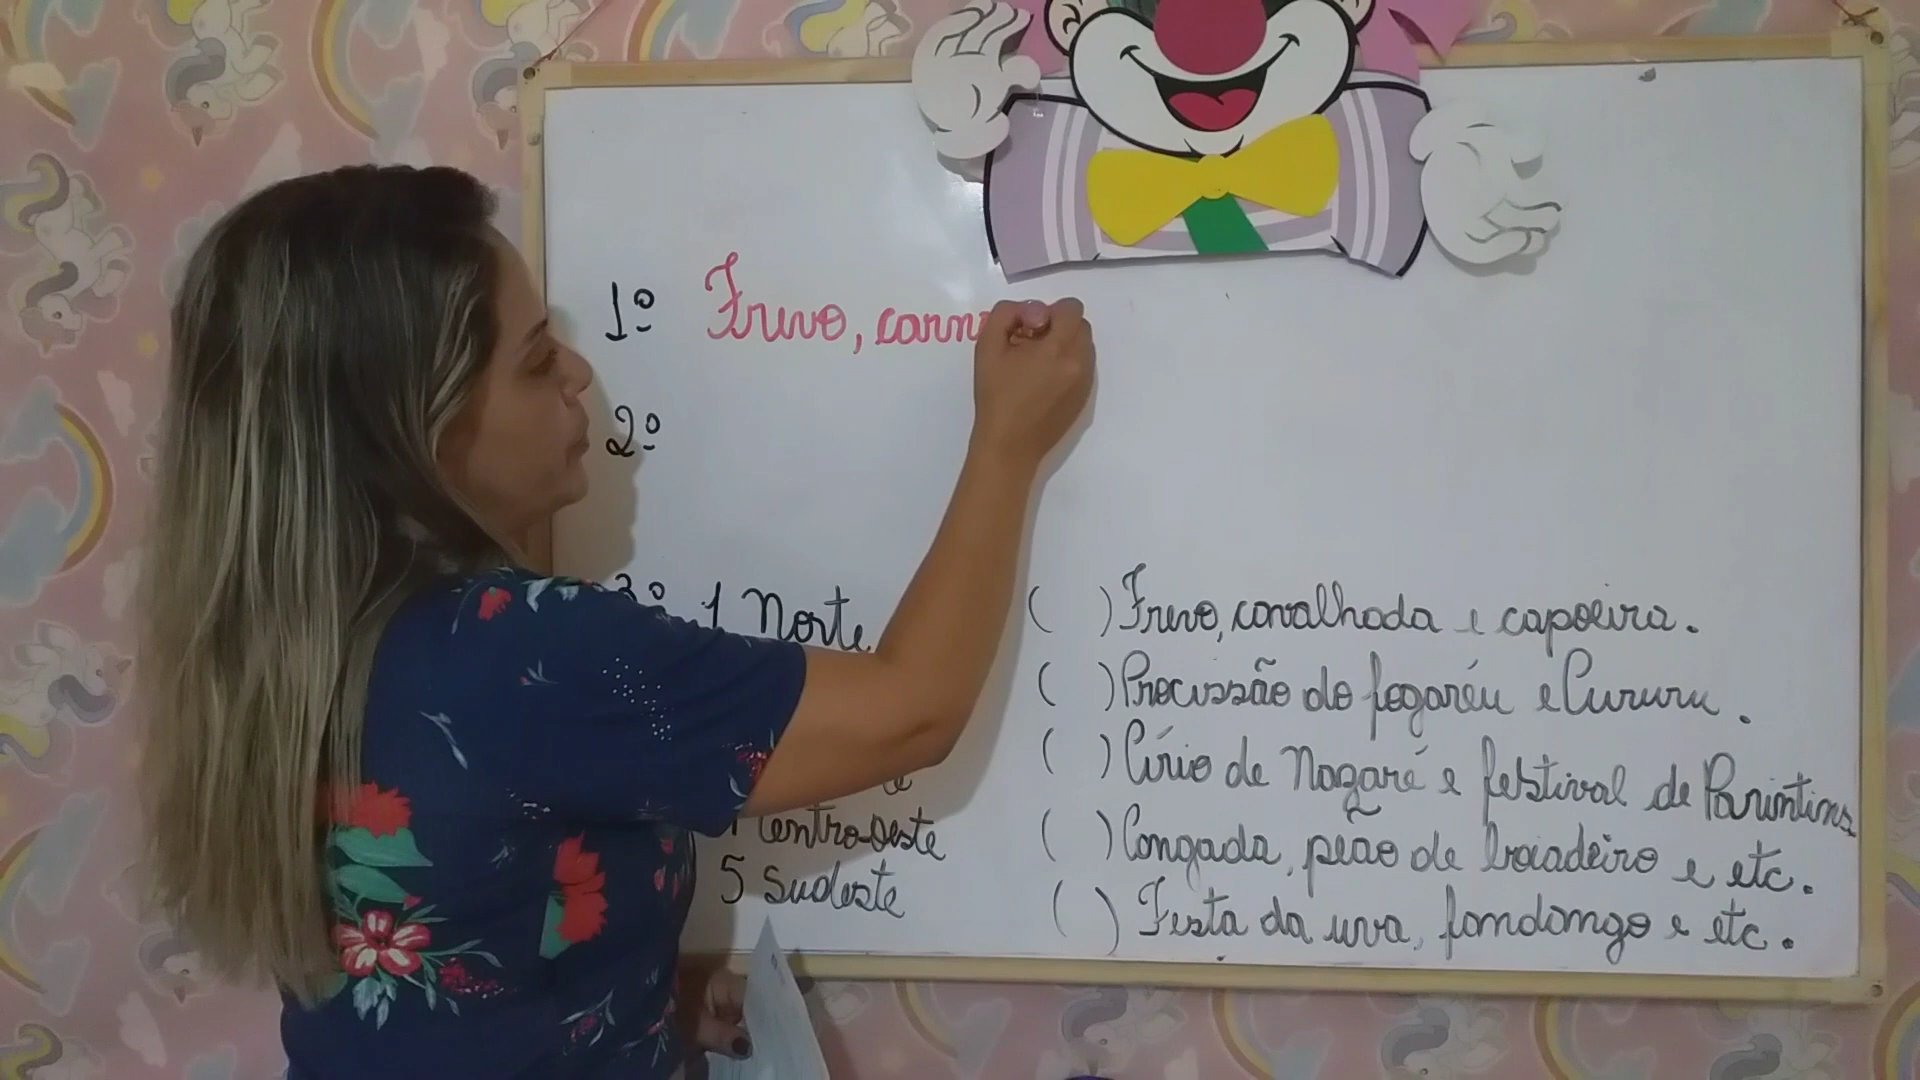 1º Frevo, carn
2º
3º 1 Norte ( ) Frevo, cavalhada e capoeira.
( ) Procissão do fogaréu e Cururu.
( ) Círio de Nazaré e festival de Parintins
Centro-Oeste ( ) Congada, peão de boiadeiro e etc.
5 Sudeste ( ) Festa da uva, fandango e etc.